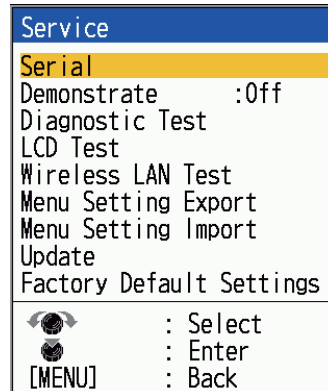 Service
Serial
Demonstrate :Off
Diagnostic Test
LCD Test
Wireless LAN Test
Menu Setting Export
Menu Setting Import
Update
Factory Default Settings
: Select
: Enter
[MENU] : Back